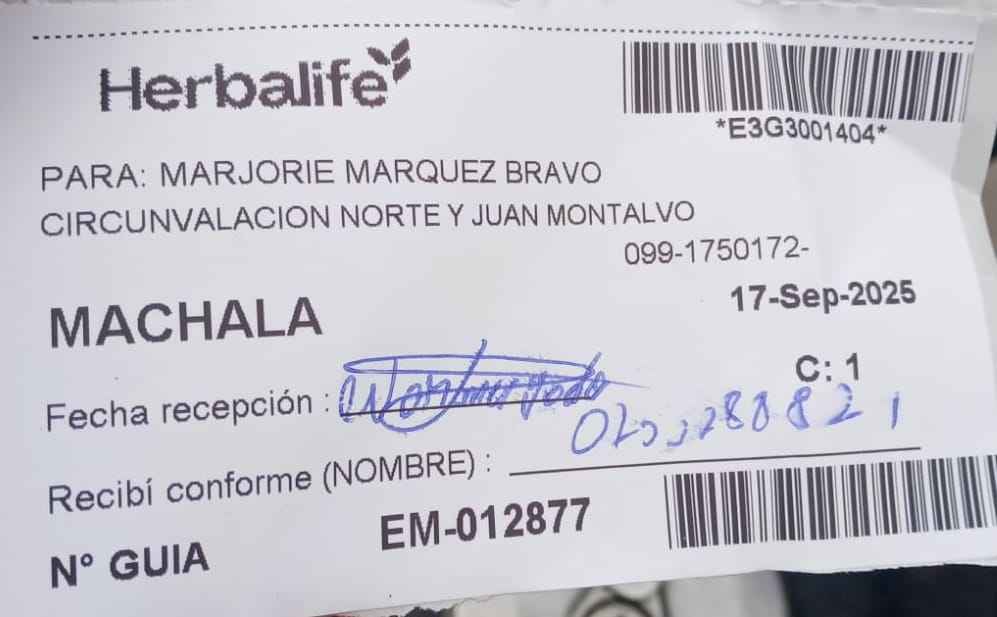 Herbalife
*E3G3001404*
PARA: MARJORIE MARQUEZ BRAVO
CIRCUNVALACION NORTE Y JUAN MONTALVO
099-1750172-
MACHALA
17-Sep-2025
C: 1
Fecha recepción :
Recibí conforme (NOMBRE) :
Nº GUIA
EM-012877